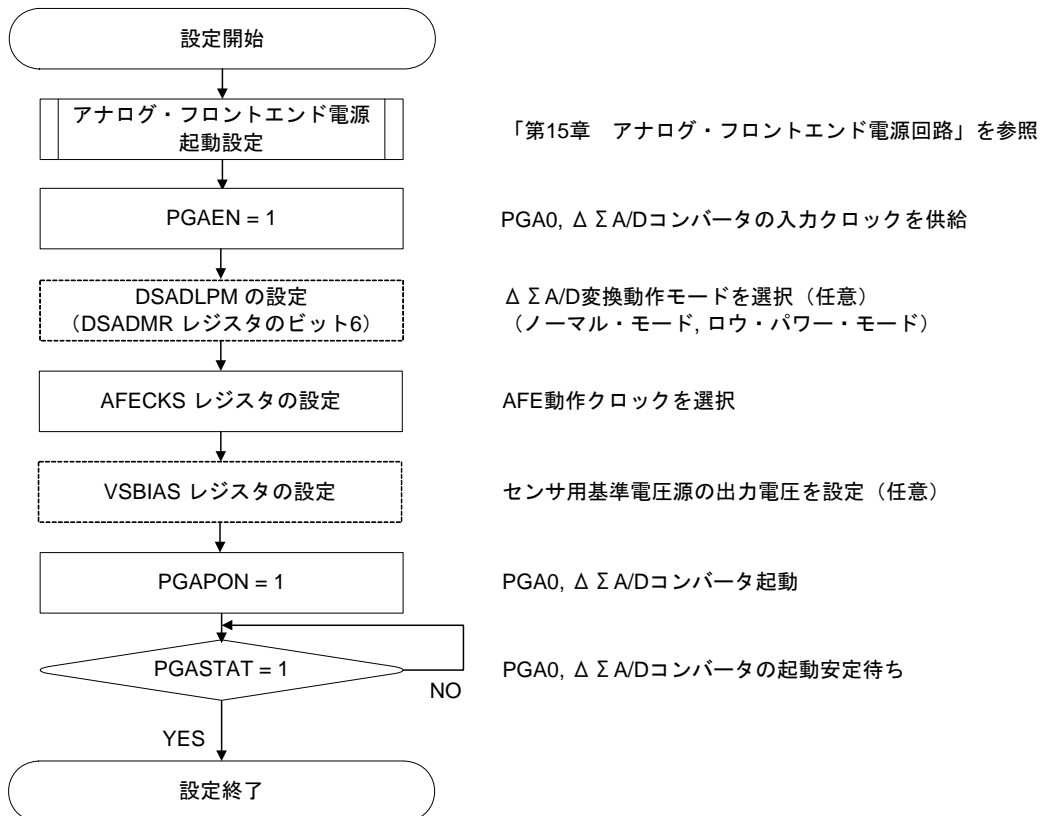 設定開始
アナログ・フロントエンド電源
起動設定
「第15章　アナログ・フロントエンド電源回路」を参照
PGAEN = 1
PGA0, ΔΣA/Dコンバータの入力クロックを供給
DSADLPM の設定
（DSADMR レジスタのビット6）
ΔΣA/D変換動作モードを選択（任意）
（ノーマル・モード, ロウ・パワー・モード）
AFECKS レジスタの設定
AFE動作クロックを選択
VSBIAS レジスタの設定
センサ用基準電圧源の出力電圧を設定（任意）
PGAPON = 1
PGA0, ΔΣA/Dコンバータ起動
PGASTAT = 1
PGA0, ΔΣA/Dコンバータの起動安定待ち
NO
YES
設定終了